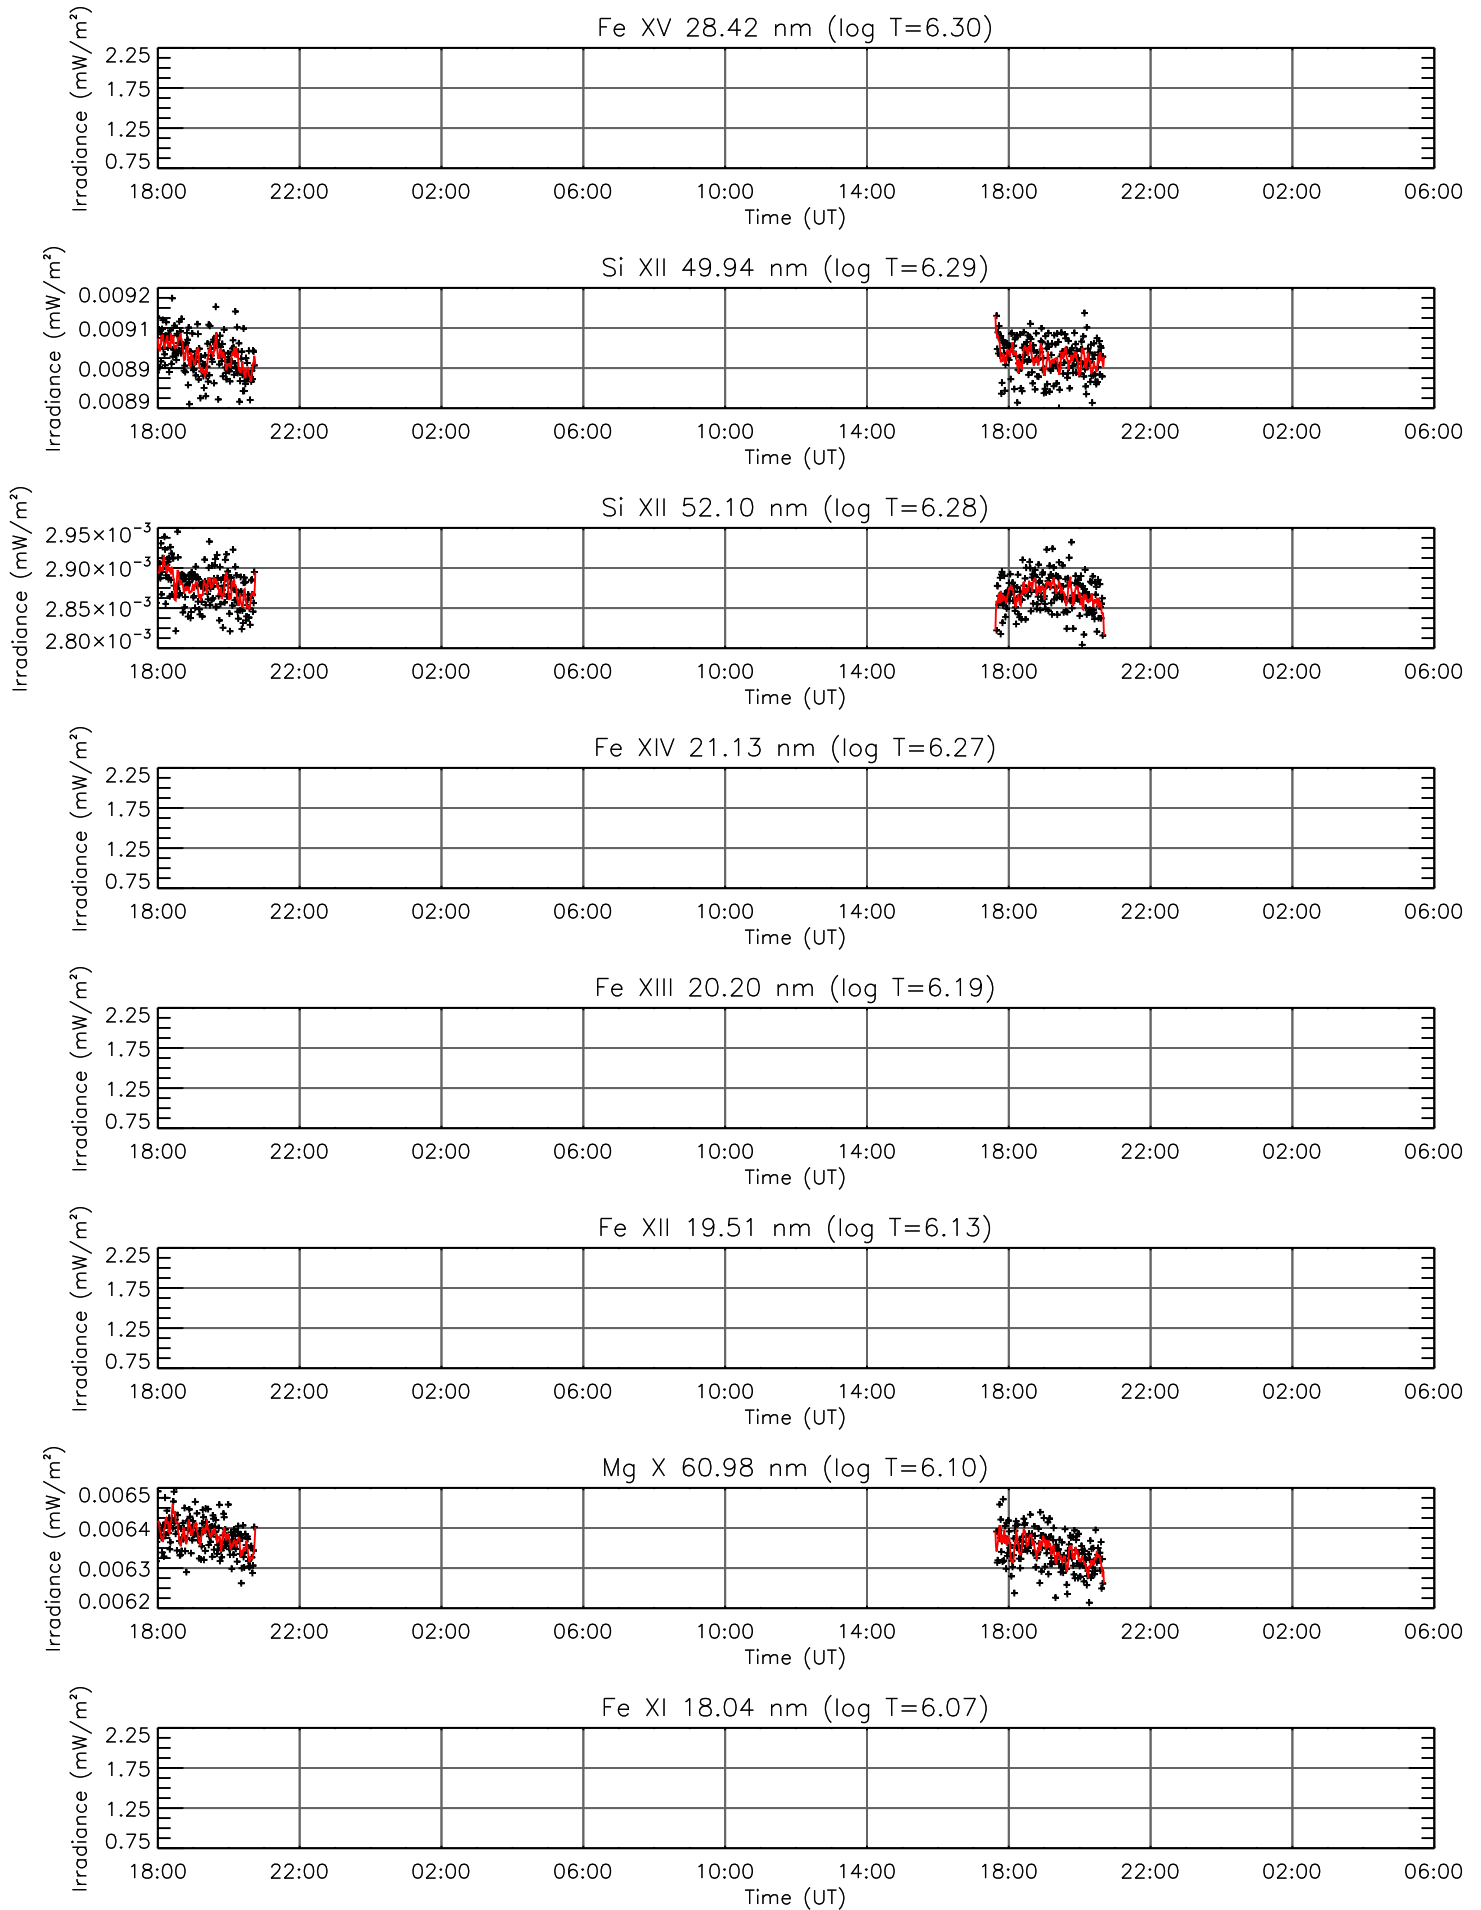 Fe XV 28.42 nm (log T=6.30)
Irradiance (mW/m²)
2.25
1.75
1.25
0.75
18:00 22:00 02:00 06:00 10:00 14:00 18:00 22:00 02:00 06:00
Time (UT)
Si XII 49.94 nm (log T=6.29)
Irradiance (mW/m²)
0.0092
0.0091
0.0089
0.0089
18:00 22:00 02:00 06:00 10:00 14:00 18:00 22:00 02:00 06:00
Time (UT)
Si XII 52.10 nm (log T=6.28)
Irradiance (mW/m²)
2.95×10⁻³
2.90×10⁻³
2.85×10⁻³
2.80×10⁻³
18:00 22:00 02:00 06:00 10:00 14:00 18:00 22:00 02:00 06:00
Time (UT)
Fe XIV 21.13 nm (log T=6.27)
Irradiance (mW/m²)
2.25
1.75
1.25
0.75
18:00 22:00 02:00 06:00 10:00 14:00 18:00 22:00 02:00 06:00
Time (UT)
Fe XIII 20.20 nm (log T=6.19)
Irradiance (mW/m²)
2.25
1.75
1.25
0.75
18:00 22:00 02:00 06:00 10:00 14:00 18:00 22:00 02:00 06:00
Time (UT)
Fe XII 19.51 nm (log T=6.13)
Irradiance (mW/m²)
2.25
1.75
1.25
0.75
18:00 22:00 02:00 06:00 10:00 14:00 18:00 22:00 02:00 06:00
Time (UT)
Mg X 60.98 nm (log T=6.10)
Irradiance (mW/m²)
0.0065
0.0064
0.0063
0.0062
18:00 22:00 02:00 06:00 10:00 14:00 18:00 22:00 02:00 06:00
Time (UT)
Fe XI 18.04 nm (log T=6.07)
Irradiance (mW/m²)
2.25
1.75
1.25
0.75
18:00 22:00 02:00 06:00 10:00 14:00 18:00 22:00 02:00 06:00
Time (UT)